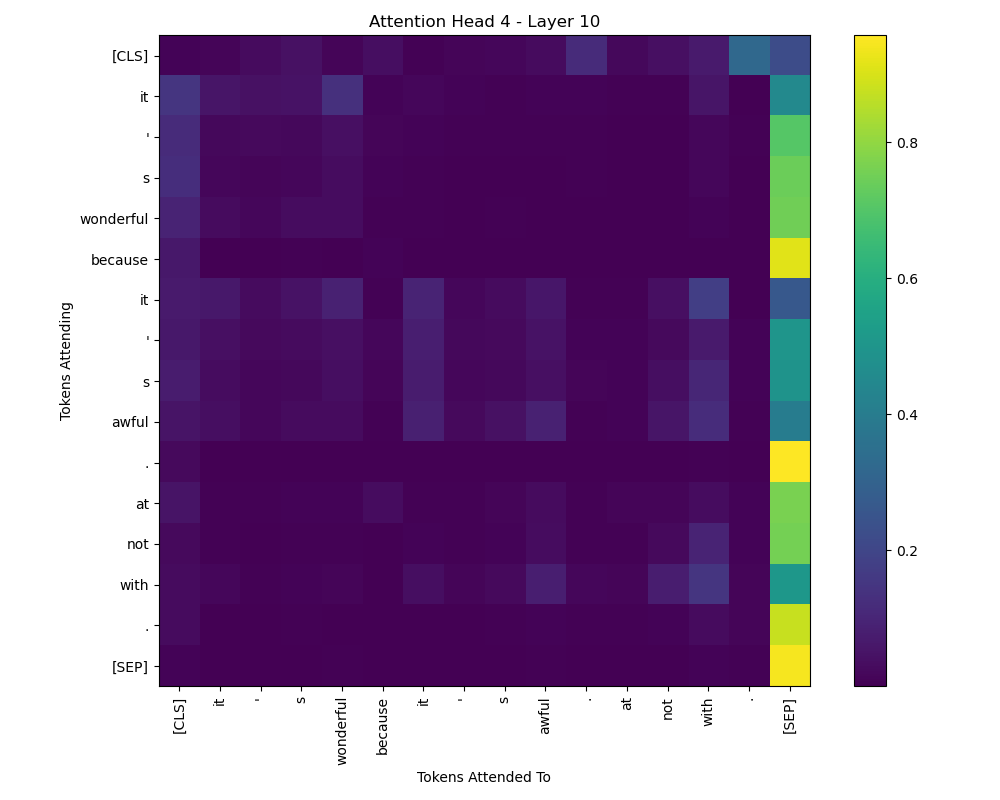 Attention Head 4 - Layer 10
[CLS]
it
'
s
wonderful
because
it
'
s
awful
.
at
not
with
.
[SEP]
Tokens Attending
[CLS]
it
'
s
wonderful
because
it
'
s
awful
.
at
not
with
.
[SEP]
Tokens Attended To
0.8
0.6
0.4
0.2